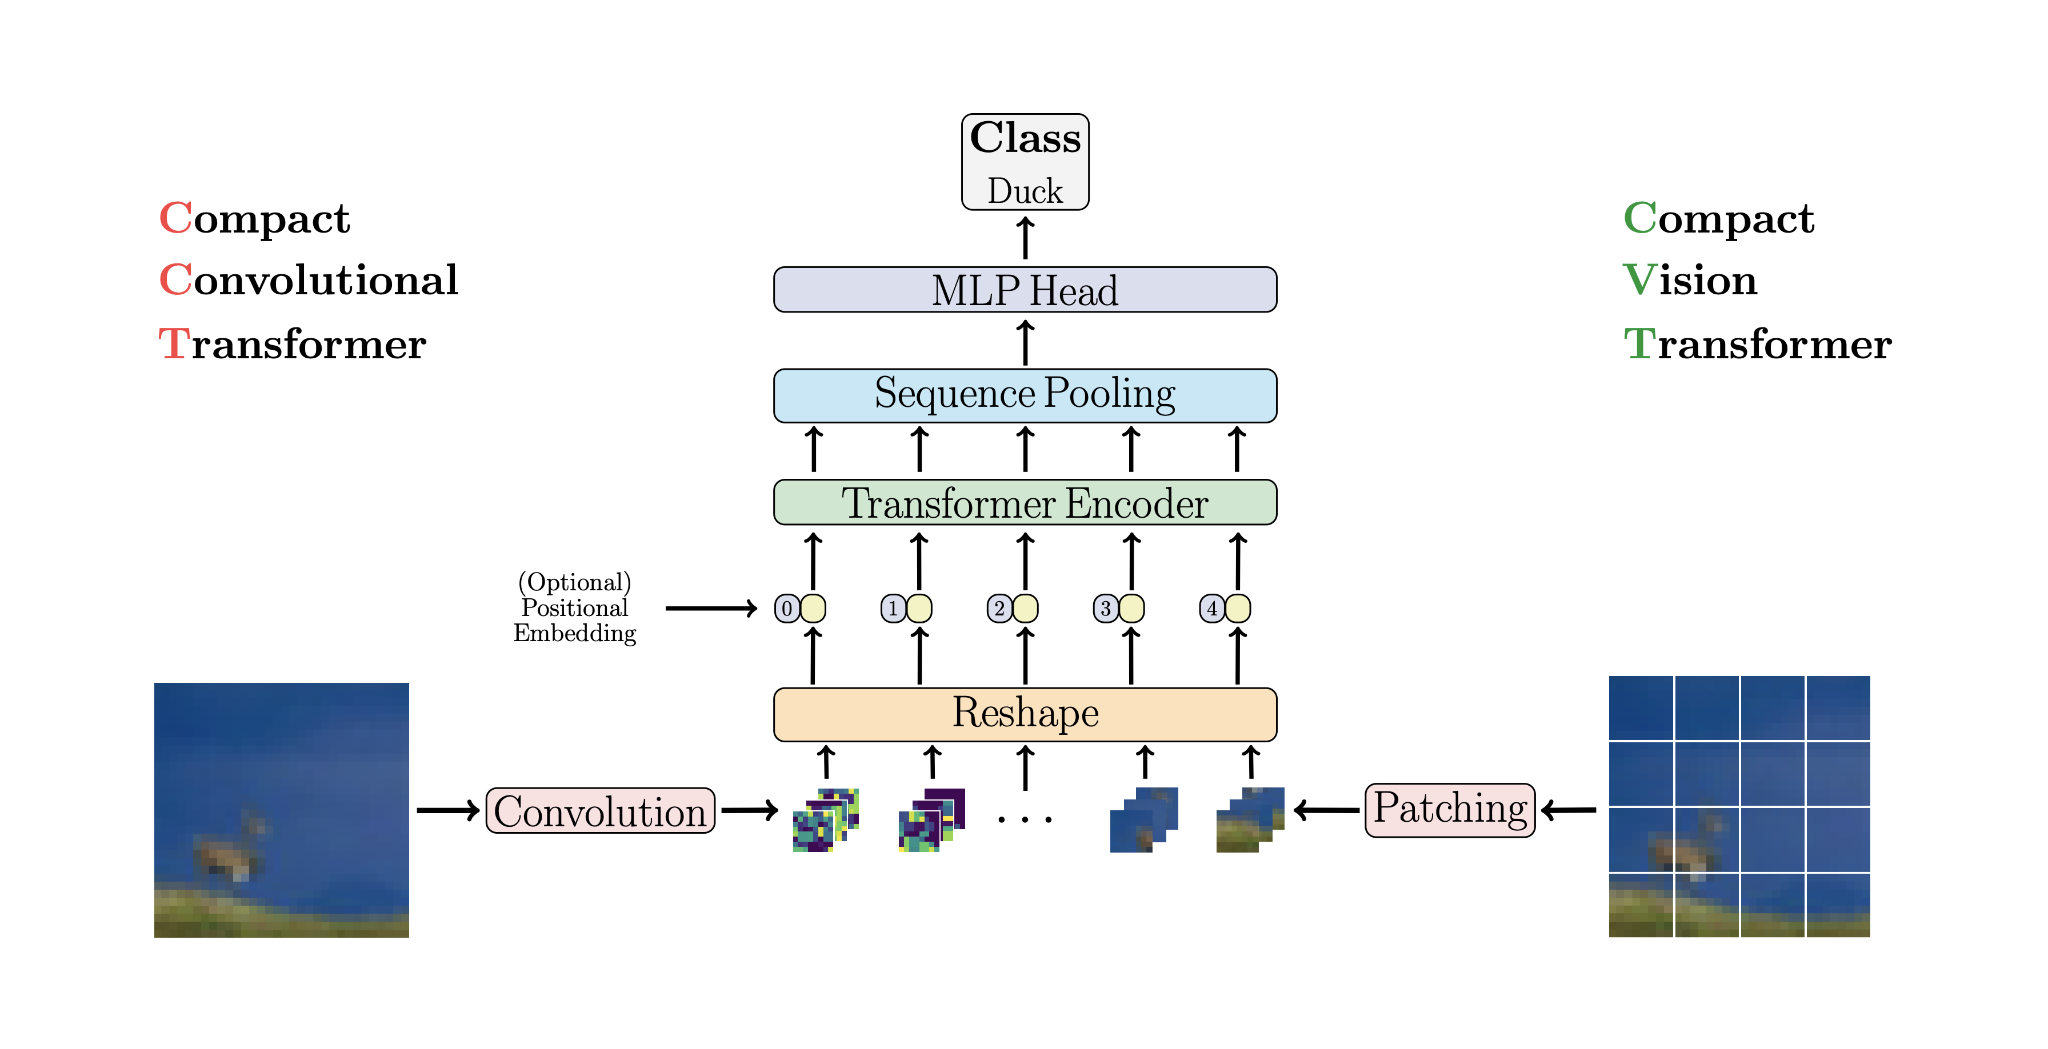 Class
Duck
Compact
Convolutional
Transformer
Compact
Vision
Transformer
MLP Head
Sequence Pooling
Transformer Encoder
(Optional)
Positional
Embedding
0 1 2 3 4
Reshape
Convolution
. . .
Patching